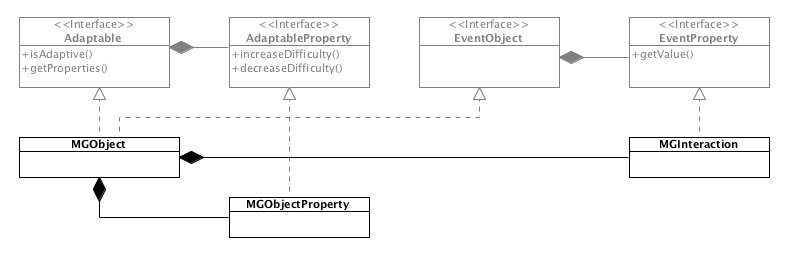 <<Interface>>
Adaptable
+isAdaptive()
+getProperties()
<<Interface>>
AdaptableProperty
+increaseDifficulty()
+decreaseDifficulty()
<<Interface>>
EventObject
<<Interface>>
EventProperty
+getValue()
MGObject
MGInteraction
MGObjectProperty